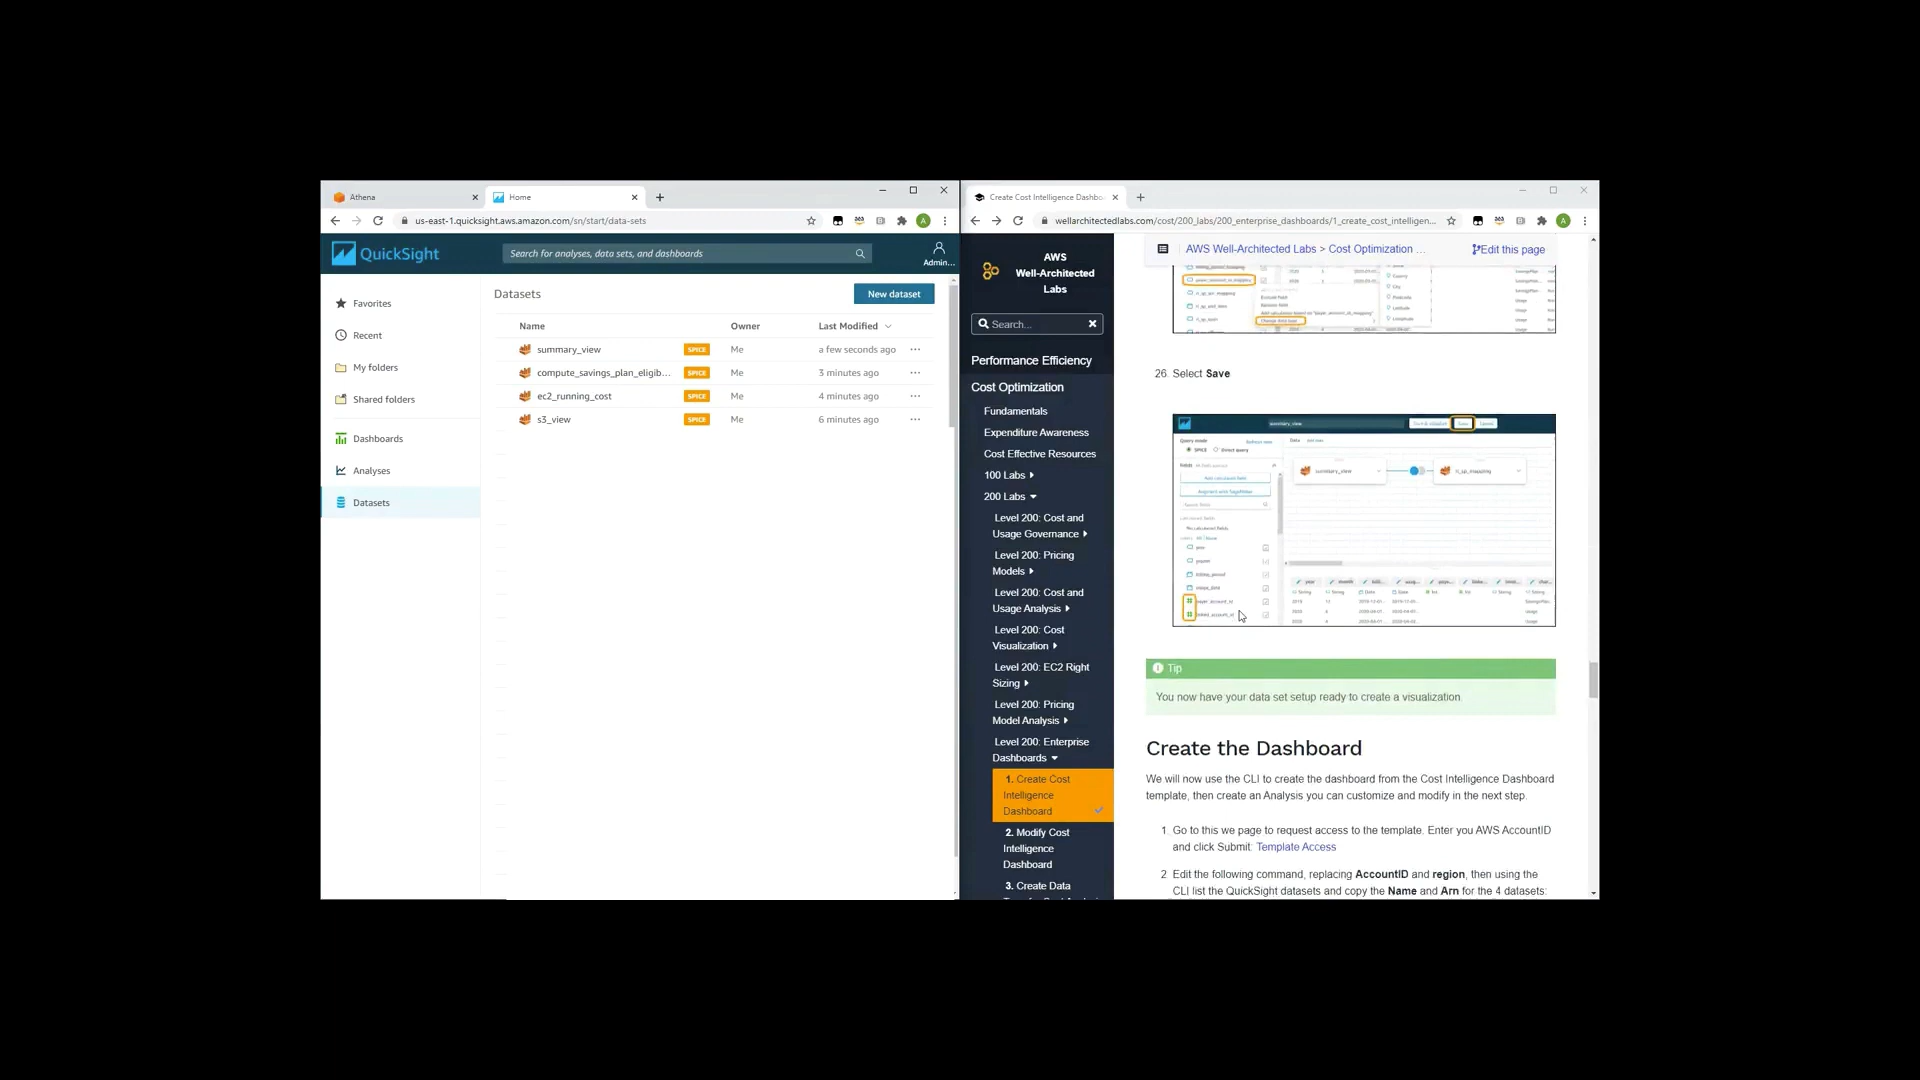 Athena
Home
us-east-1.quicksight.aws.amazon.com/sn/start/data-sets
QuickSight
Search for analyses, data sets, and dashboards
Admin...
Favorites
Recent
My folders
Shared folders
Dashboards
Analyses
Datasets
Datasets
New dataset
Name Owner Last Modified
summary_view SPICE Me a few seconds ago
compute_savings_plan_eligib... SPICE Me 3 minutes ago
ec2_running_cost SPICE Me 4 minutes ago
s3_view SPICE Me 6 minutes ago
Create Cost Intelligence Dashbo
wellarchitectedlabs.com/cost/200_labs/200_enterprise_dashboards/1_create_cost_intelligen...
AWS
Well-Architected
Labs
Search...
Performance Efficiency
Cost Optimization
Fundamentals
Expenditure Awareness
Cost Effective Resources
100 Labs
200 Labs
Level 200: Cost and
Usage Governance
Level 200: Pricing
Models
Level 200: Cost and
Usage Analysis
Level 200: Cost
Visualization
Level 200: EC2 Right
Sizing
Level 200: Pricing
Model Analysis
Level 200: Enterprise
Dashboards
1. Create Cost
Intelligence
Dashboard
2. Modify Cost
Intelligence
Dashboard
3. Create Data
AWS Well-Architected Labs > Cost Optimization ...
Edit this page
26. Select Save
summary_view
Query mode
SPICE Direct query
Fields
Add calculated field
summary_view
ri_sp_mapping
Tip
You now have your data set setup ready to create a visualization.
Create the Dashboard
We will now use the CLI to create the dashboard from the Cost Intelligence Dashboard
template, then create an Analysis you can customize and modify in the next step.
1. Go to this we page to request access to the template. Enter you AWS AccountID
and click Submit: Template Access
2. Edit the following command, replacing AccountID and region, then using the
CLI list the QuickSight datasets and copy the Name and Arn for the 4 datasets: